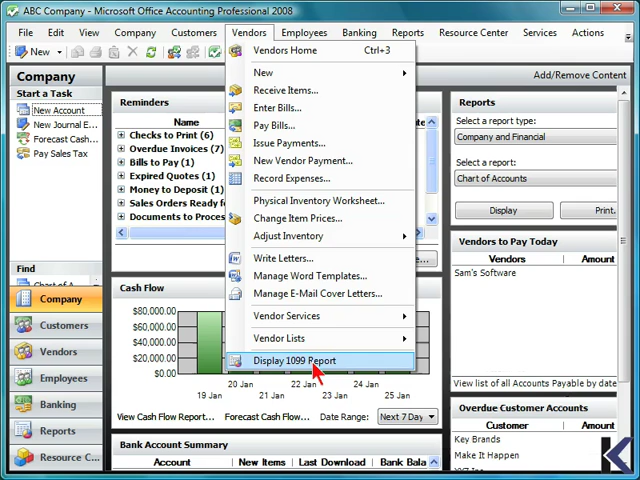 ABC Company - Microsoft Office Accounting Professional 2008
File Edit View Company Customers Vendors Employees Banking Reports Resource Center Services Actions
New
Company
Add/Remove Content
Start a Task
New Account
New Journal E...
Forecast Cash...
Pay Sales Tax
Find
Chart of A
Company
Customers
Vendors
Employees
Banking
Reports
Resource C...
Reminders
Name
Checks to Print (6)
Overdue Invoices (7)
Bills to Pay (1)
Expired Quotes (1)
Money to Deposit (1)
Sales Orders Ready fo
Documents to Proces
Vendors Home Ctrl+3
New
Receive Items...
Enter Bills...
Pay Bills...
Issue Payments...
New Vendor Payment...
Record Expenses...
Physical Inventory Worksheet...
Change Item Prices...
Adjust Inventory
Write Letters...
Manage Word Templates...
Manage E-Mail Cover Letters...
Vendor Services
Vendor Lists
Display 1099 Report
Cash Flow
$80,000.00
$60,000.00
$40,000.00
$20,000.00
$0.00
20 Jan 22 Jan 24 Jan
19 Jan 21 Jan 23 Jan 25 Jan
View Cash Flow Report... Forecast Cash Flow... Date Range: Next 7 Day
Bank Account Summary
Account New Items Last Download Bank Bala
Reports
Select a report type:
Company and Financial
Select a report:
Chart of Accounts
Display Print.
Vendors to Pay Today
Vendors Amount
Sam's Software
View list of all Accounts Payable by date
Overdue Customer Accounts
Customer Amount
Key Brands
Make It Happen